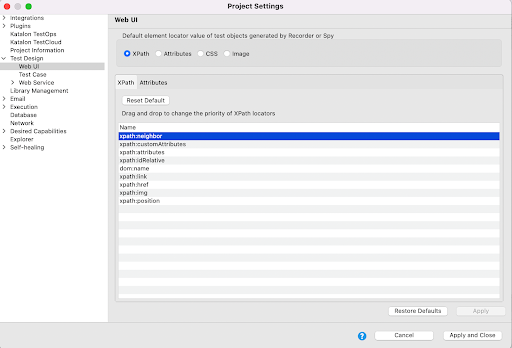 Project Settings
Integrations
Plugins
Katalon TestOps
Katalon TestCloud
Project Information
Test Design
Web UI
Test Case
Web Service
Library Management
Email
Execution
Database
Network
Desired Capabilities
Explorer
Self-healing
Web UI
Default element locator value of test objects generated by Recorder or Spy
XPath Attributes CSS Image
XPath Attributes
Reset Default
Drag and drop to change the priority of XPath locators
Name
xpath:neighbor
xpath:customAttributes
xpath:attributes
xpath:idRelative
dom:name
xpath:link
xpath:href
xpath:img
xpath:position
Restore Defaults Apply
? Cancel Apply and Close